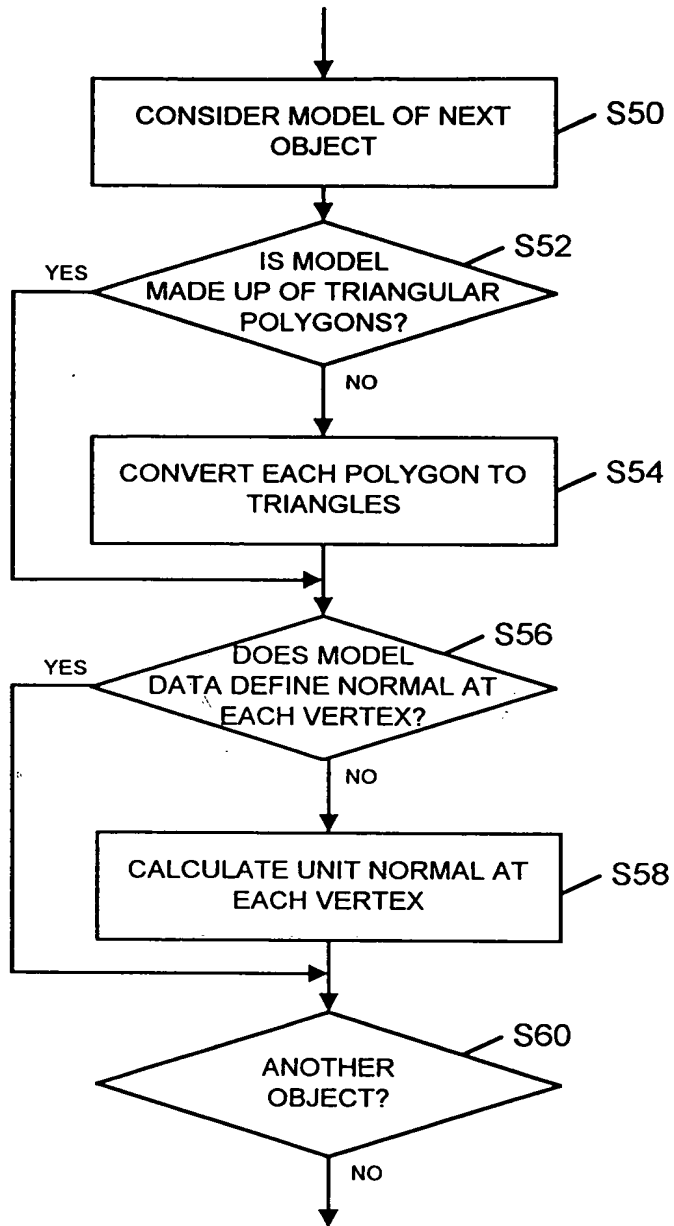 CONSIDER MODEL OF NEXT
OBJECT
S50
S52
YES
IS MODEL
MADE UP OF TRIANGULAR
POLYGONS?
NO
CONVERT EACH POLYGON TO
TRIANGLES
S54
S56
YES
DOES MODEL
DATA DEFINE NORMAL AT
EACH VERTEX?
NO
CALCULATE UNIT NORMAL AT
EACH VERTEX
S58
S60
ANOTHER
OBJECT?
NO